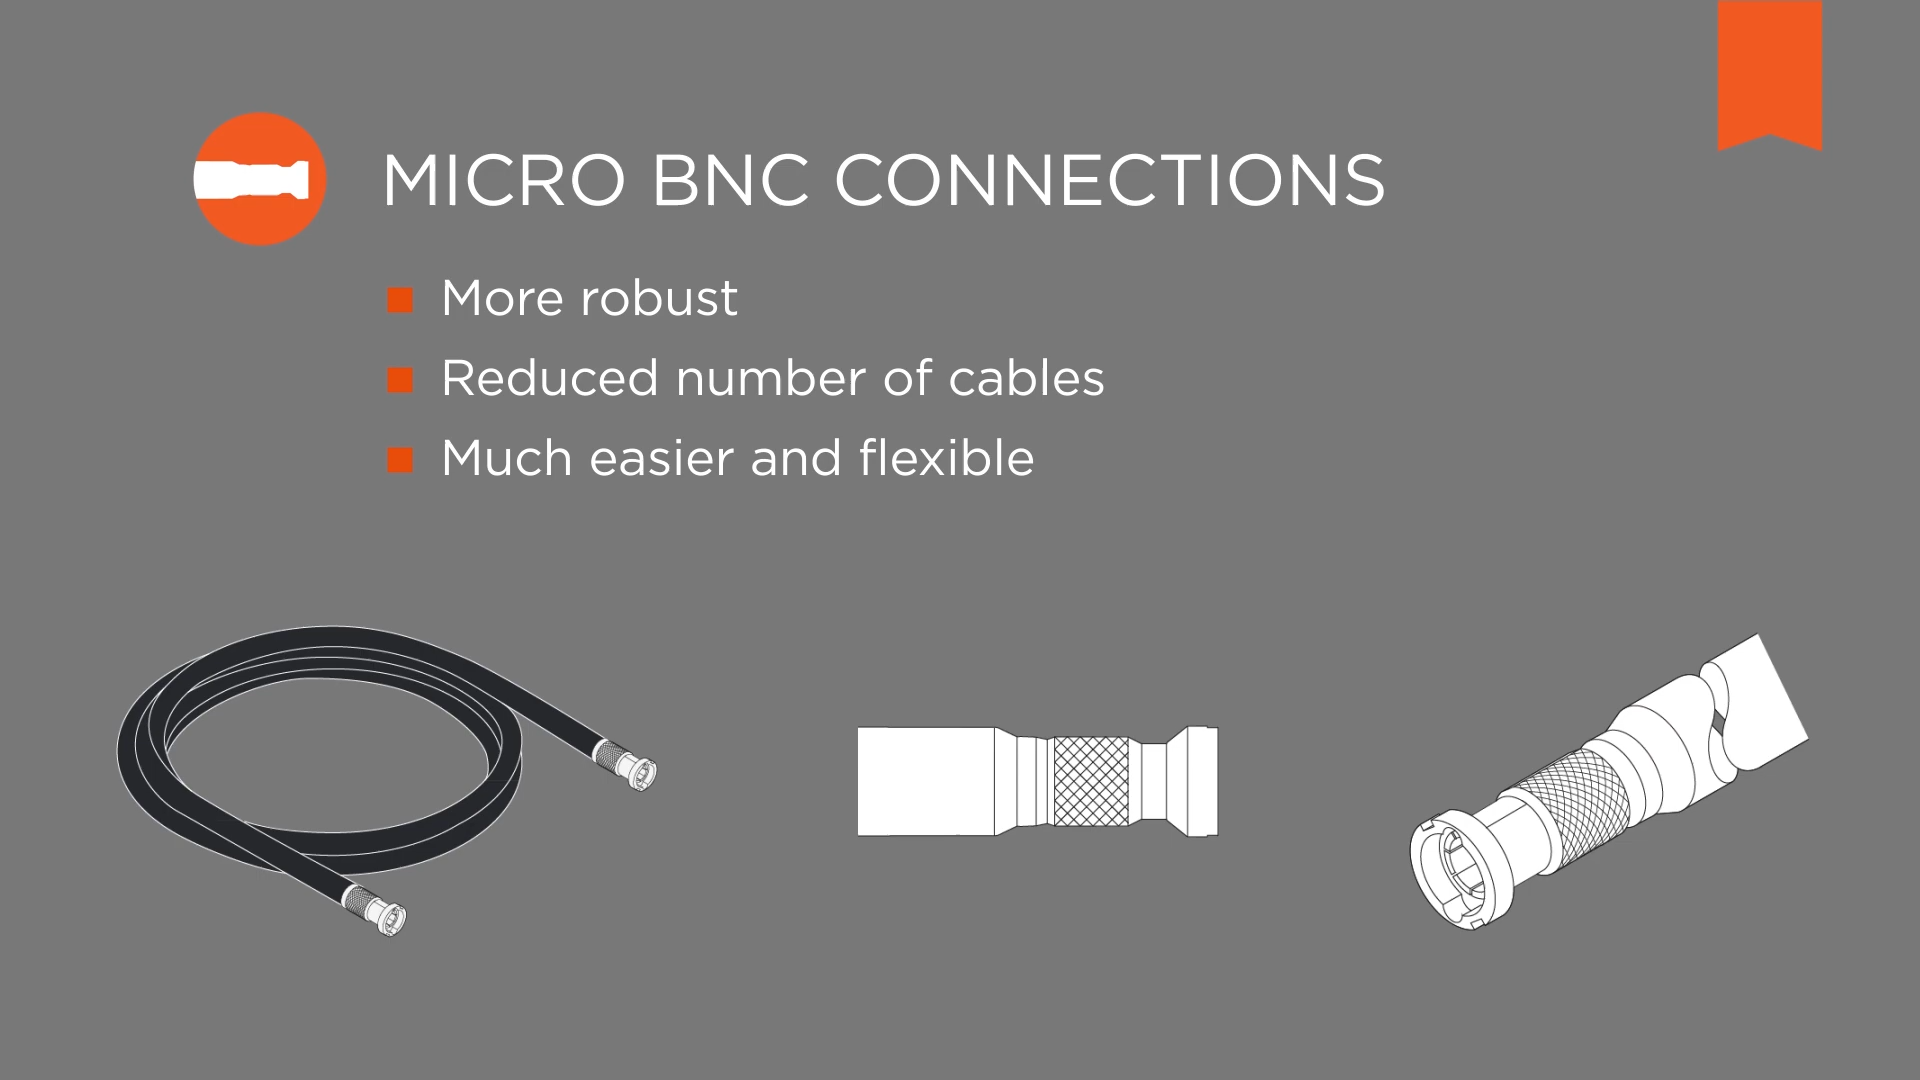 MICRO BNC CONNECTIONS
More robust
Reduced number of cables
Much easier and flexible